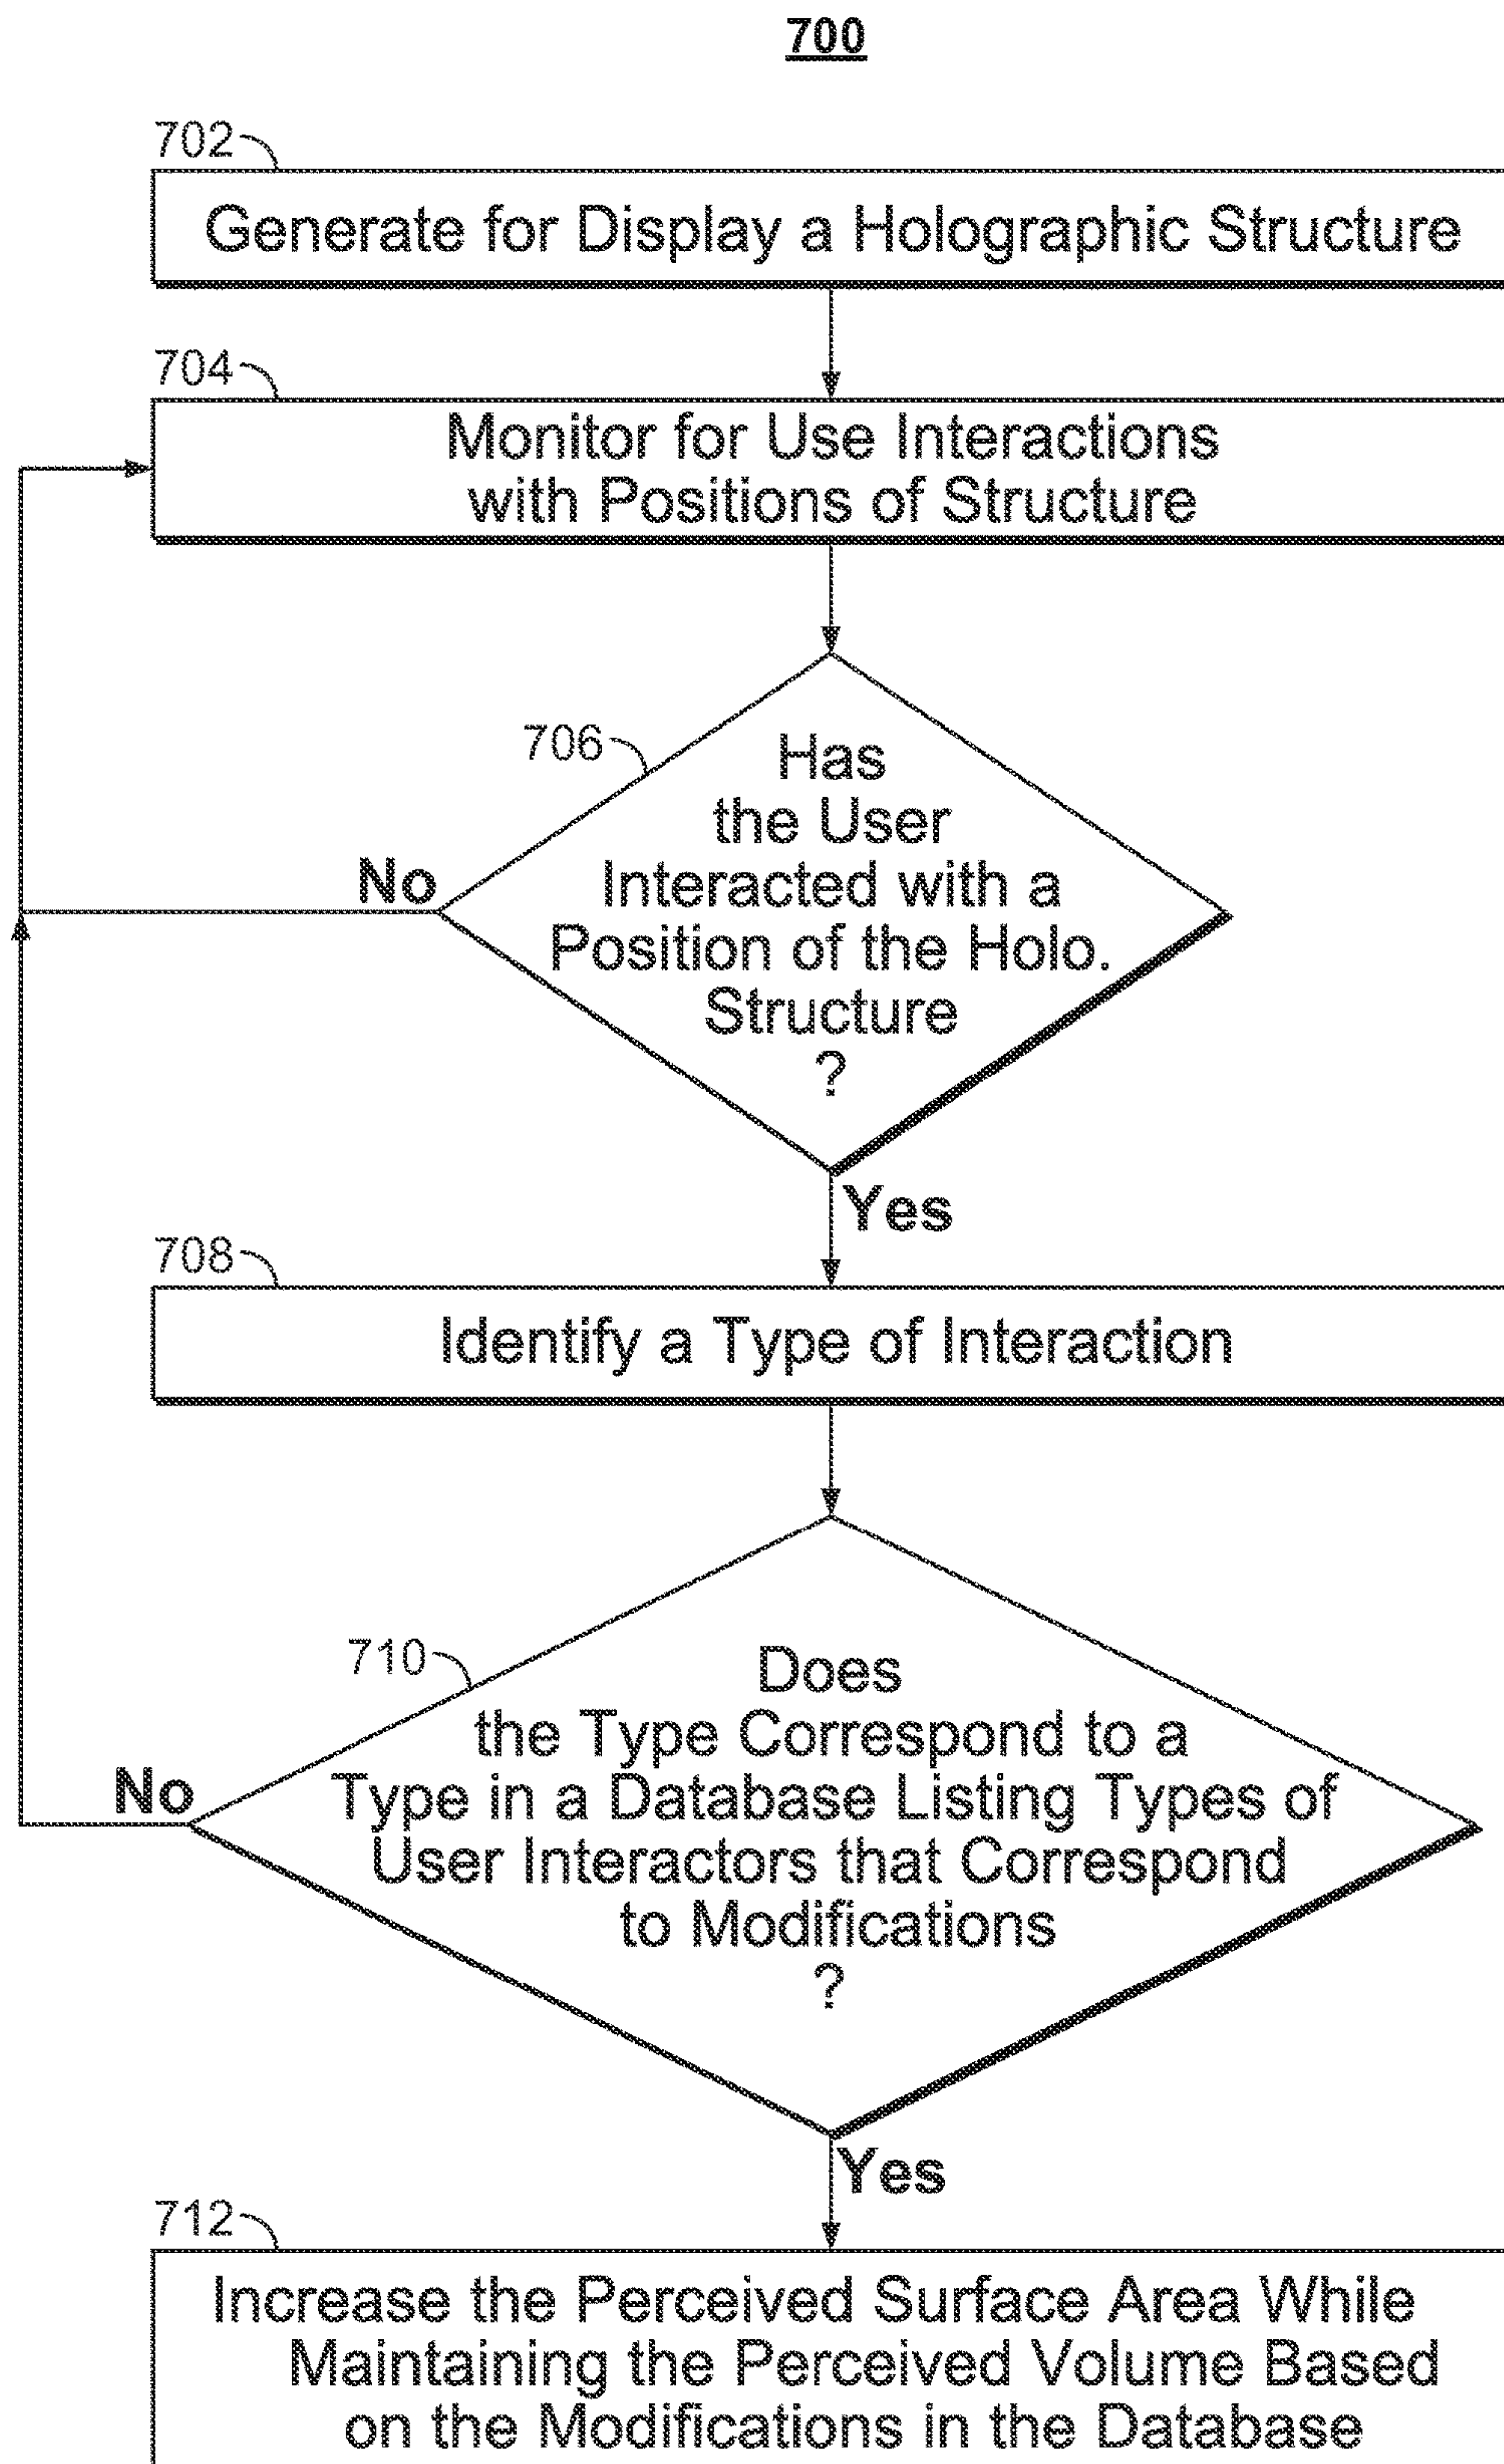 700
702
Generate for Display a Holographic Structure
704
Monitor for Use Interactions
with Positions of Structure
706
Has
the User
Interacted with a
Position of the Holo.
Structure
?
No
Yes
708
Identify a Type of Interaction
710
Does
the Type Correspond to a
Type in a Database Listing Types of
User Interactors that Correspond
to Modifications
?
No
Yes
712
Increase the Perceived Surface Area While
Maintaining the Perceived Volume Based
on the Modifications in the Database